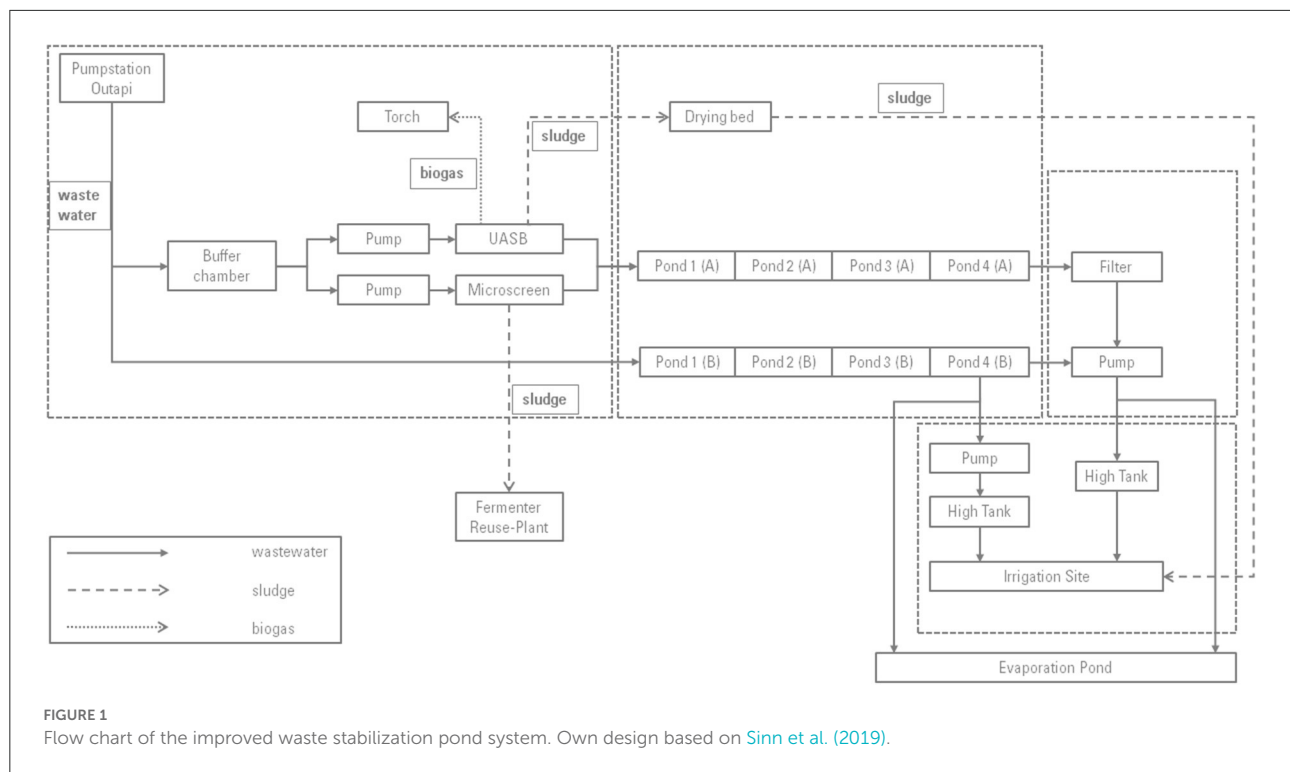 Pumpstation
Outapi
Torch
sludge
Drying bed
sludge
biogas
waste
water
Buffer
chamber
Pump
UASB
Pump
Microscreen
Pond 1 (A)
Pond 2 (A)
Pond 3 (A)
Pond 4 (A)
Filter
Pond 1 (B)
Pond 2 (B)
Pond 3 (B)
Pond 4 (B)
Pump
sludge
Pump
High Tank
High Tank
Fermenter
Reuse-Plant
Irrigation Site
Evaporation Pond
wastewater
sludge
biogas
FIGURE 1
Flow chart of the improved waste stabilization pond system. Own design based on Sinn et al. (2019).